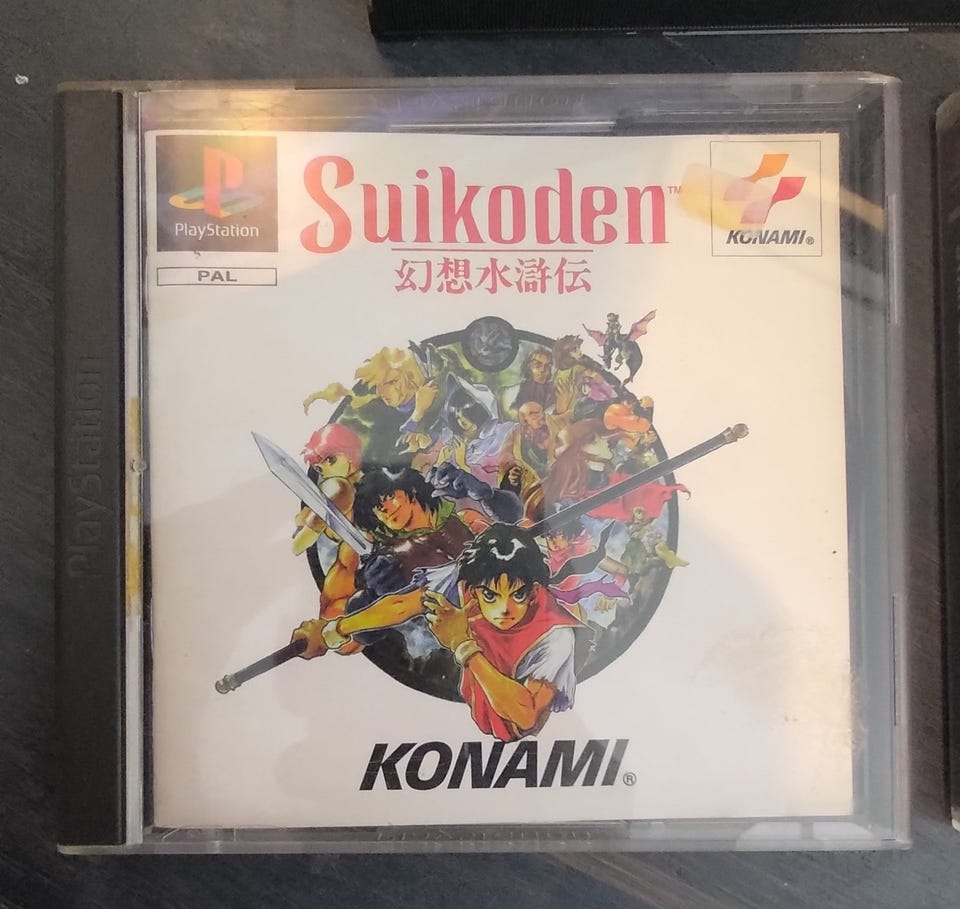 PlayStation
PAL
Suikoden™
幻想水滸伝
KONAMI®
KONAMI®
PlayStation